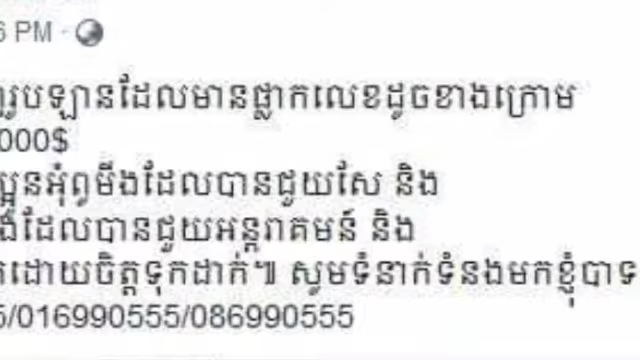 6 PM ·
រូបឡានដែលមានផ្លាកលេខដូចខាងក្រោម
000$
ប្អូនអ៊ុំពូមីងដែលបានជួយសែ និង
ដែលបានជួយអន្តរាគមន៍ និង
ដោយចិត្តទុកដាក់៕ សូមទំនាក់ទំនងមកខ្ញុំបាទ
5/016990555/086990555